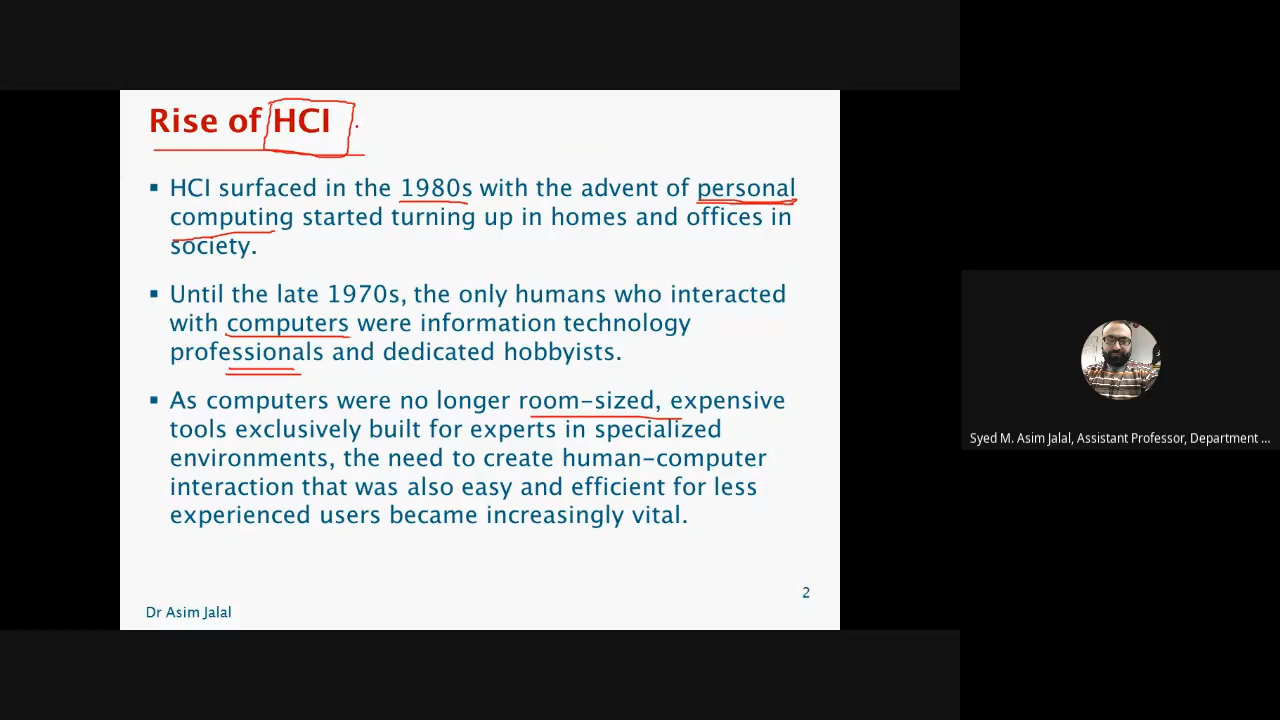 Rise of HCI
▪ HCI surfaced in the 1980s with the advent of personal
computing started turning up in homes and offices in
society.
▪ Until the late 1970s, the only humans who interacted
with computers were information technology
professionals and dedicated hobbyists.
▪ As computers were no longer room-sized, expensive
tools exclusively built for experts in specialized
environments, the need to create human-computer
interaction that was also easy and efficient for less
experienced users became increasingly vital.
2
Dr Asim Jalal
Syed M. Asim Jalal, Assistant Professor, Department ...